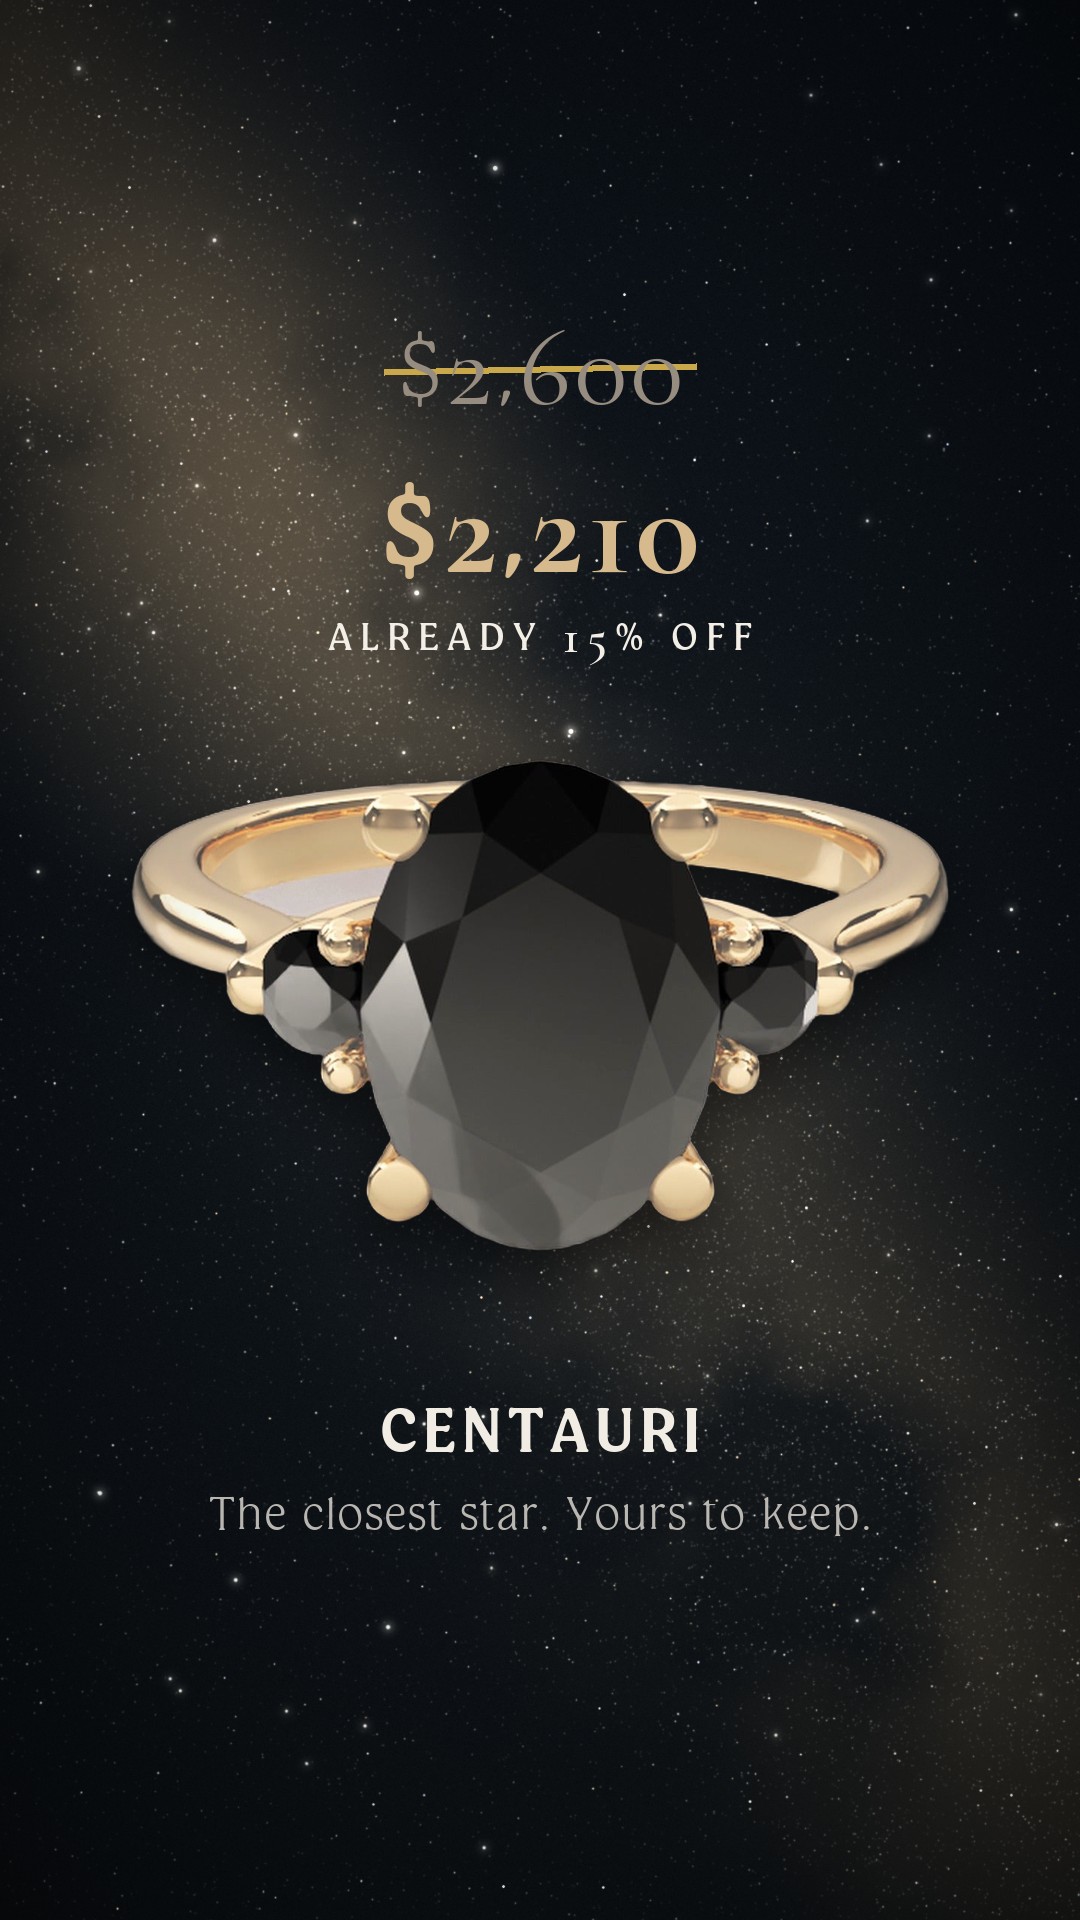 $2,600
$2,210
ALREADY 15% OFF
CENTAURI
The closest star. Yours to keep.